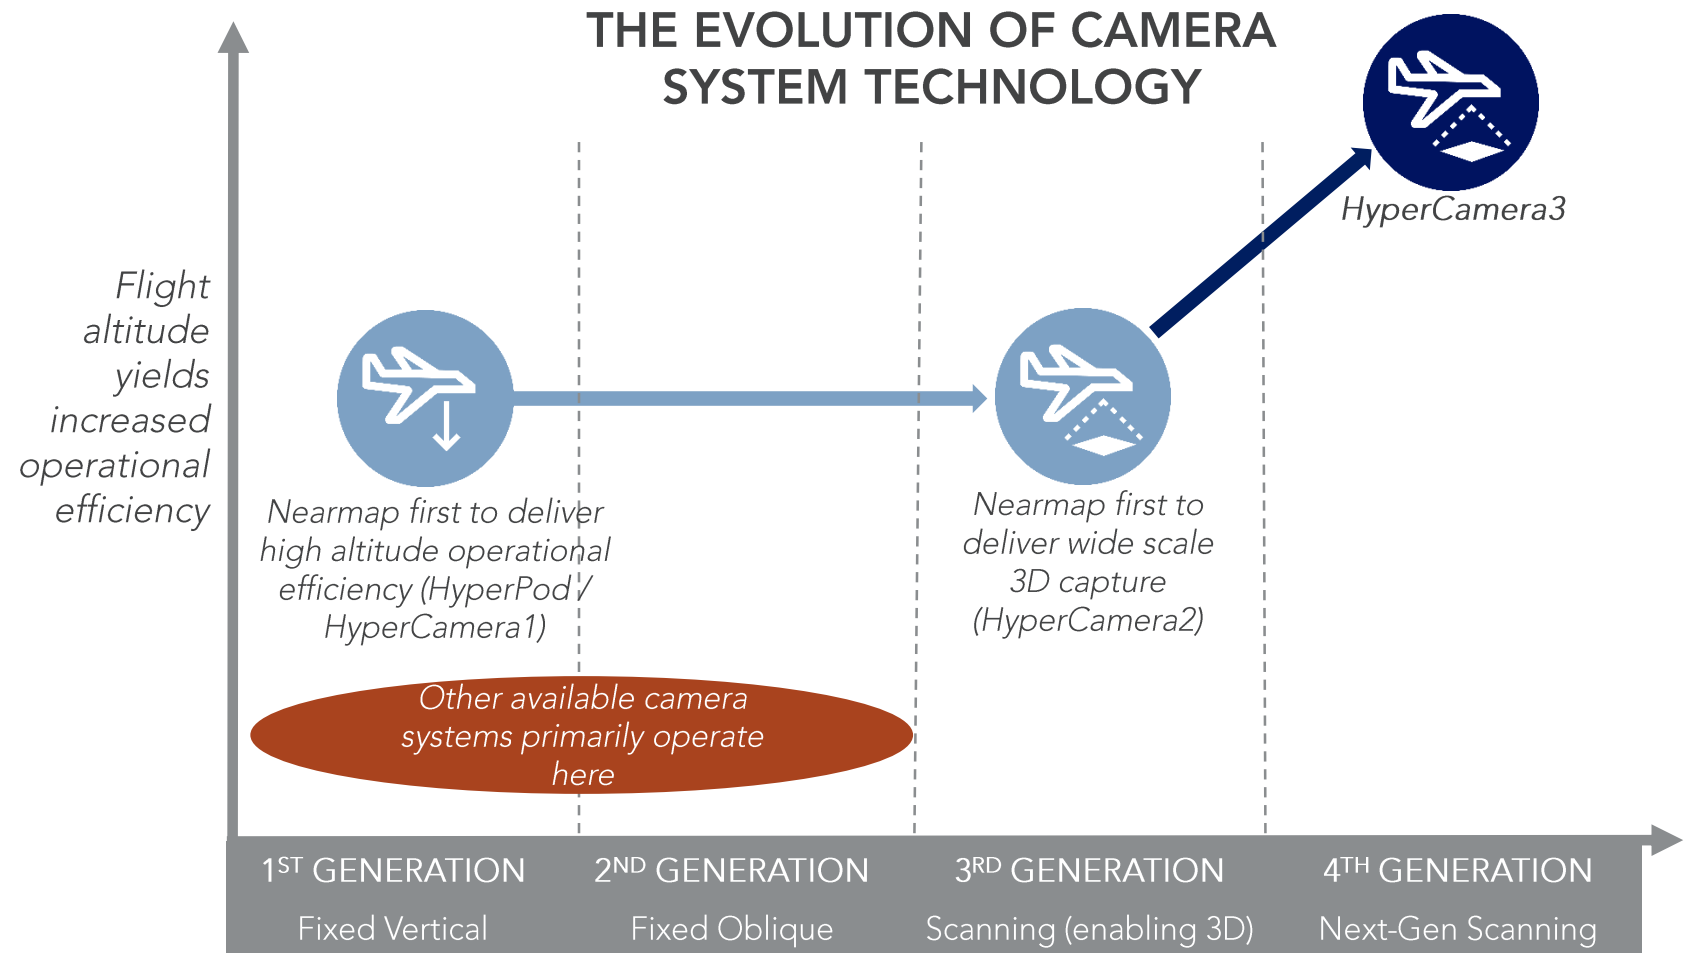 THE EVOLUTION OF CAMERA
SYSTEM TECHNOLOGY
HyperCamera3
Flight
altitude
yields
increased
operational
efficiency
Nearmap first to deliver
high altitude operational
efficiency (HyperPod /
HyperCamera1)
Nearmap first to
deliver wide scale
3D capture
(HyperCamera2)
Other available camera
systems primarily operate
here
1ST GENERATION
Fixed Vertical
2ND GENERATION
Fixed Oblique
3RD GENERATION
Scanning (enabling 3D)
4TH GENERATION
Next-Gen Scanning